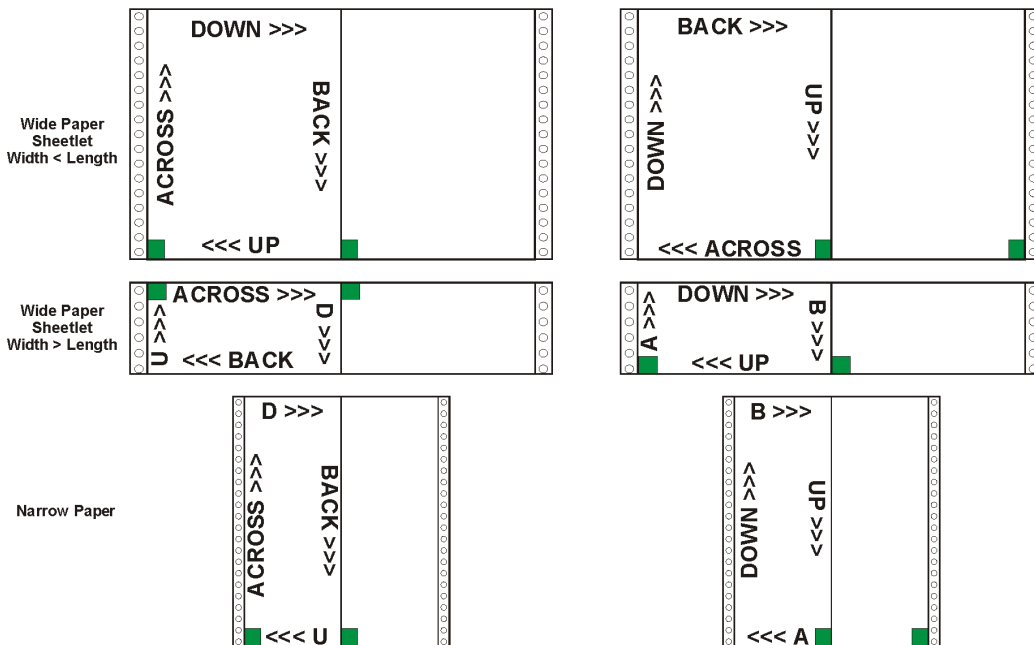 DOWN >>>
ACROSS >>>
BACK >>>
<<< UP
BACK >>>
DOWN >>>
UP >>>
<<< ACROSS
Wide Paper
Sheetlet
Width < Length
ACROSS >>>
U >>>
D >>>
<<< BACK
DOWN >>>
A >>>
B >>>
<<< UP
Wide Paper
Sheetlet
Width > Length
D >>>
ACROSS >>>
BACK >>>
<<< U
B >>>
DOWN >>>
UP >>>
<<< A
Narrow Paper